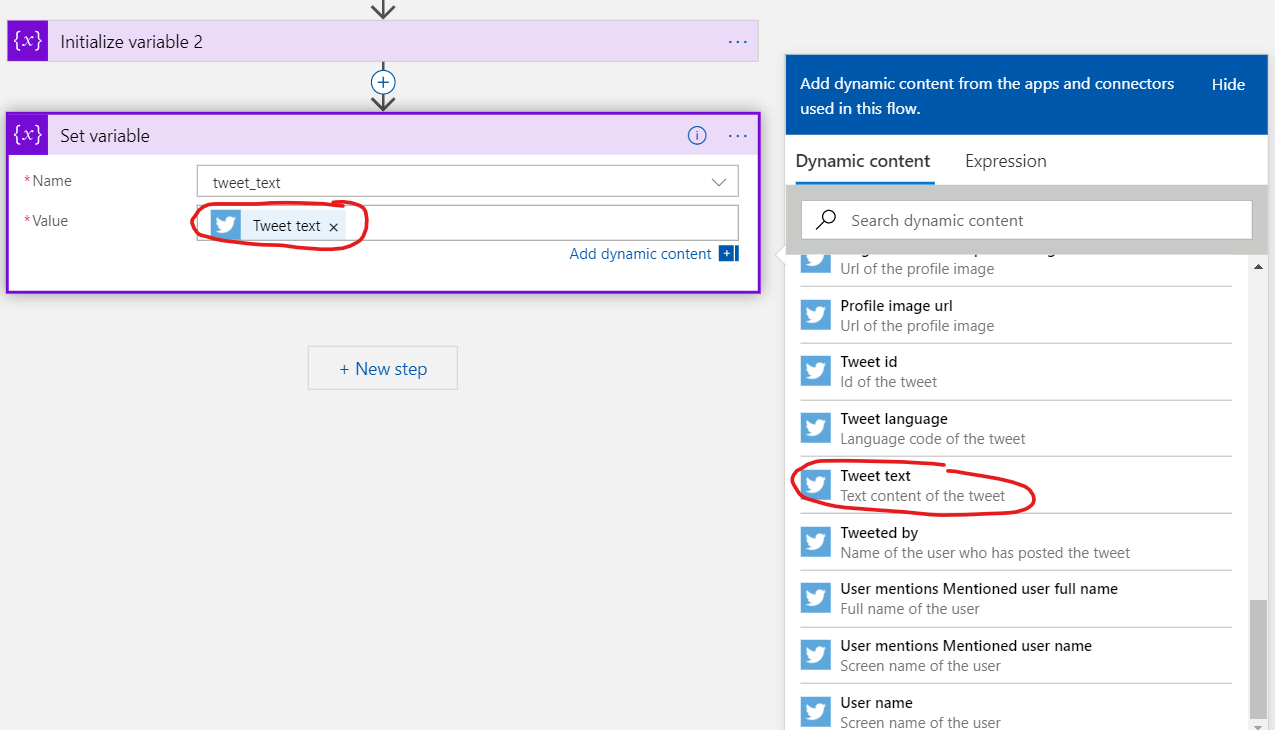 {x} Initialize variable 2 ...
{x} Set variable i ...
*Name tweet_text
*Value Tweet text ×
Add dynamic content +
+ New step
Add dynamic content from the apps and connectors Hide
used in this flow.
Dynamic content Expression
Search dynamic content
Url of the profile image
Profile image url
Url of the profile image
Tweet id
Id of the tweet
Tweet language
Language code of the tweet
Tweet text
Text content of the tweet
Tweeted by
Name of the user who has posted the tweet
User mentions Mentioned user full name
Full name of the user
User mentions Mentioned user name
Screen name of the user
User name
Screen name of the user